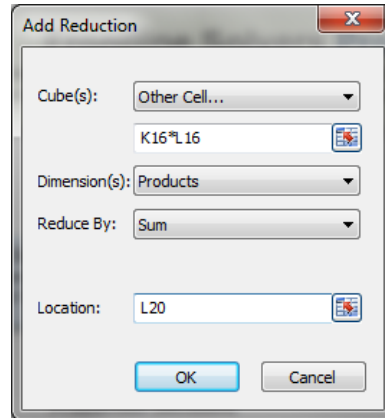 Add Reduction
Cube(s): Other Cell...
K16*L16
Dimension(s): Products
Reduce By: Sum
Location: L20
OK Cancel